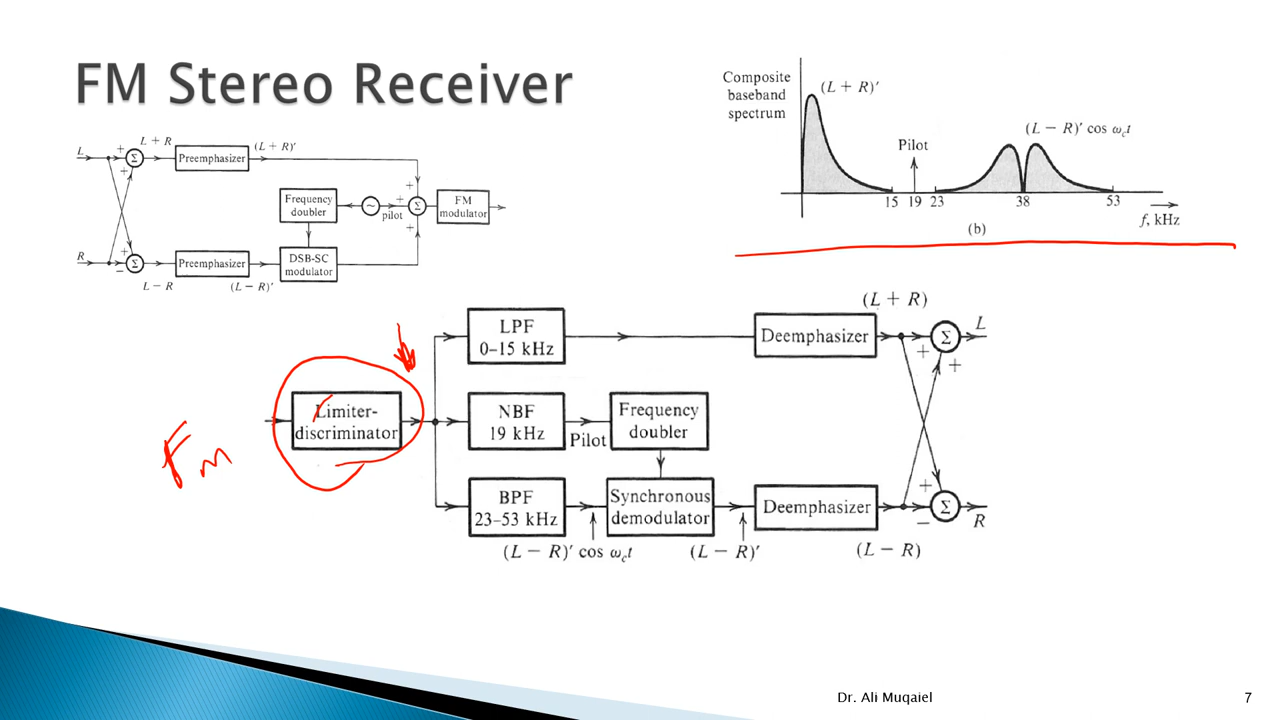 FM Stereo Receiver
L
L + R
Preemphasizer
(L + R)′
+
+
Frequency
doubler
pilot
+
+
+
Σ
Σ
FM
modulator
R
+
−
Σ
L − R
Preemphasizer
(L − R)′
DSB-SC
modulator
Composite
baseband
spectrum
(L + R)′
Pilot
(L − R)′ cos ω_c t
15 19 23 38 53
f, kHz
(b)
Fm
Limiter-
discriminator
LPF
0–15 kHz
Deemphasizer
(L + R)
+
Σ
+
L
NBF
19 kHz
Pilot
Frequency
doubler
BPF
23–53 kHz
(L − R)′ cos ω_c t
Synchronous
demodulator
(L − R)′
Deemphasizer
(L − R)
+
−
Σ
R
Dr. Ali Muqaiel
7